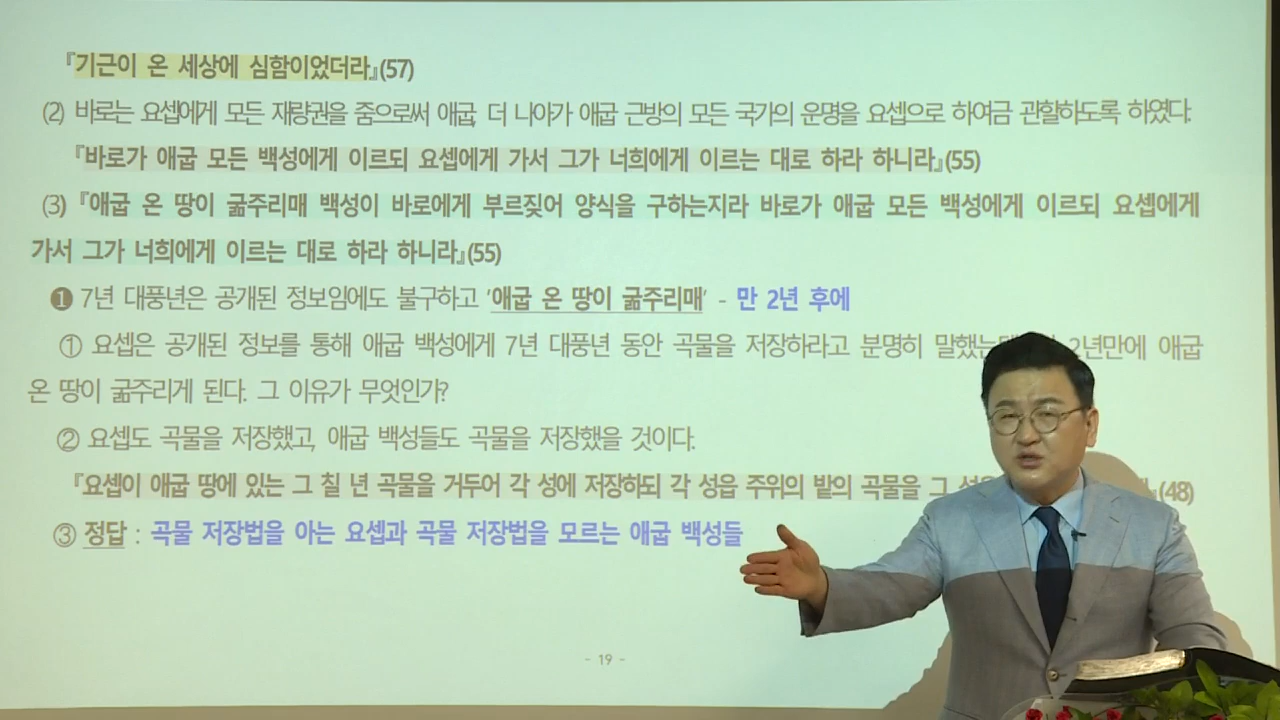 『기근이 온 세상에 심함이었더라』(57)
(2) 바로는 요셉에게 모든 재량권을 줌으로써 애굽, 더 나아가 애굽 근방의 모든 국가의 운명을 요셉으로 하여금 관할하도록 하였다.
『바로가 애굽 모든 백성에게 이르되 요셉에게 가서 그가 너희에게 이르는 대로 하라 하니라』(55)
(3) 『애굽 온 땅이 굶주리매 백성이 바로에게 부르짖어 양식을 구하는지라 바로가 애굽 모든 백성에게 이르되 요셉에게
가서 그가 너희에게 이르는 대로 하라 하니라』(55)
❶ 7년 대풍년은 공개된 정보임에도 불구하고 '애굽 온 땅이 굶주리매' - 만 2년 후에
① 요셉은 공개된 정보를 통해 애굽 백성에게 7년 대풍년 동안 곡물을 저장하라고 분명히 2년만에 애굽
온 땅이 굶주리게 된다. 그 이유가 무엇인가?
② 요셉도 곡물을 저장했고, 애굽 백성들도 곡물을 저장했을 것이다.
『요셉이 애굽 땅에 있는 그 칠 년 곡물을 거두어 각 성에 저장하되 각 성읍 주위의 밭의 곡물을 그 』(48)
③ 정답 : 곡물 저장법을 아는 요셉과 곡물 저장법을 모르는 애굽 백성들
- 19 -